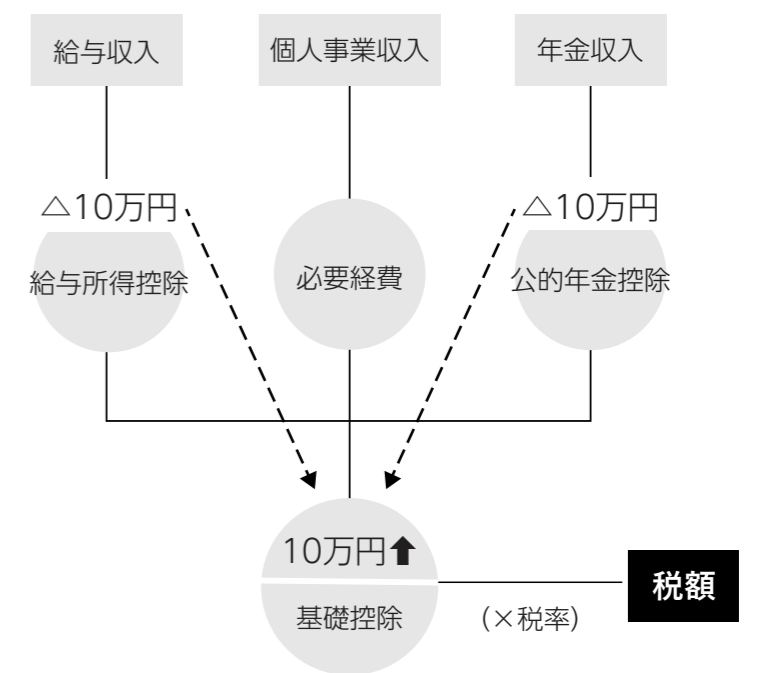 給与収入
個人事業収入
年金収入
△10万円
△10万円
給与所得控除
必要経費
公的年金控除
10万円⬆
基礎控除
(×税率)
税額